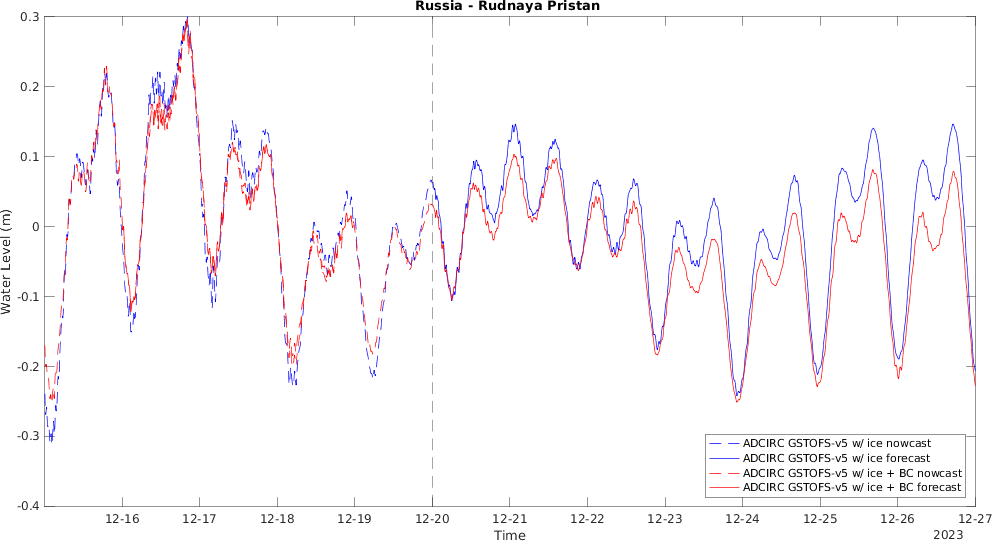 Russia - Rudnaya Pristan
0.3
0.2
0.1
0
-0.1
-0.2
-0.3
-0.4
Water Level (m)
ADCIRC GSTOFS-v5 w/ ice nowcast
ADCIRC GSTOFS-v5 w/ ice forecast
ADCIRC GSTOFS-v5 w/ ice + BC nowcast
ADCIRC GSTOFS-v5 w/ ice + BC forecast
12-16 12-17 12-18 12-19 12-20 12-21 12-22 12-23 12-24 12-25 12-26 12-27
Time
2023